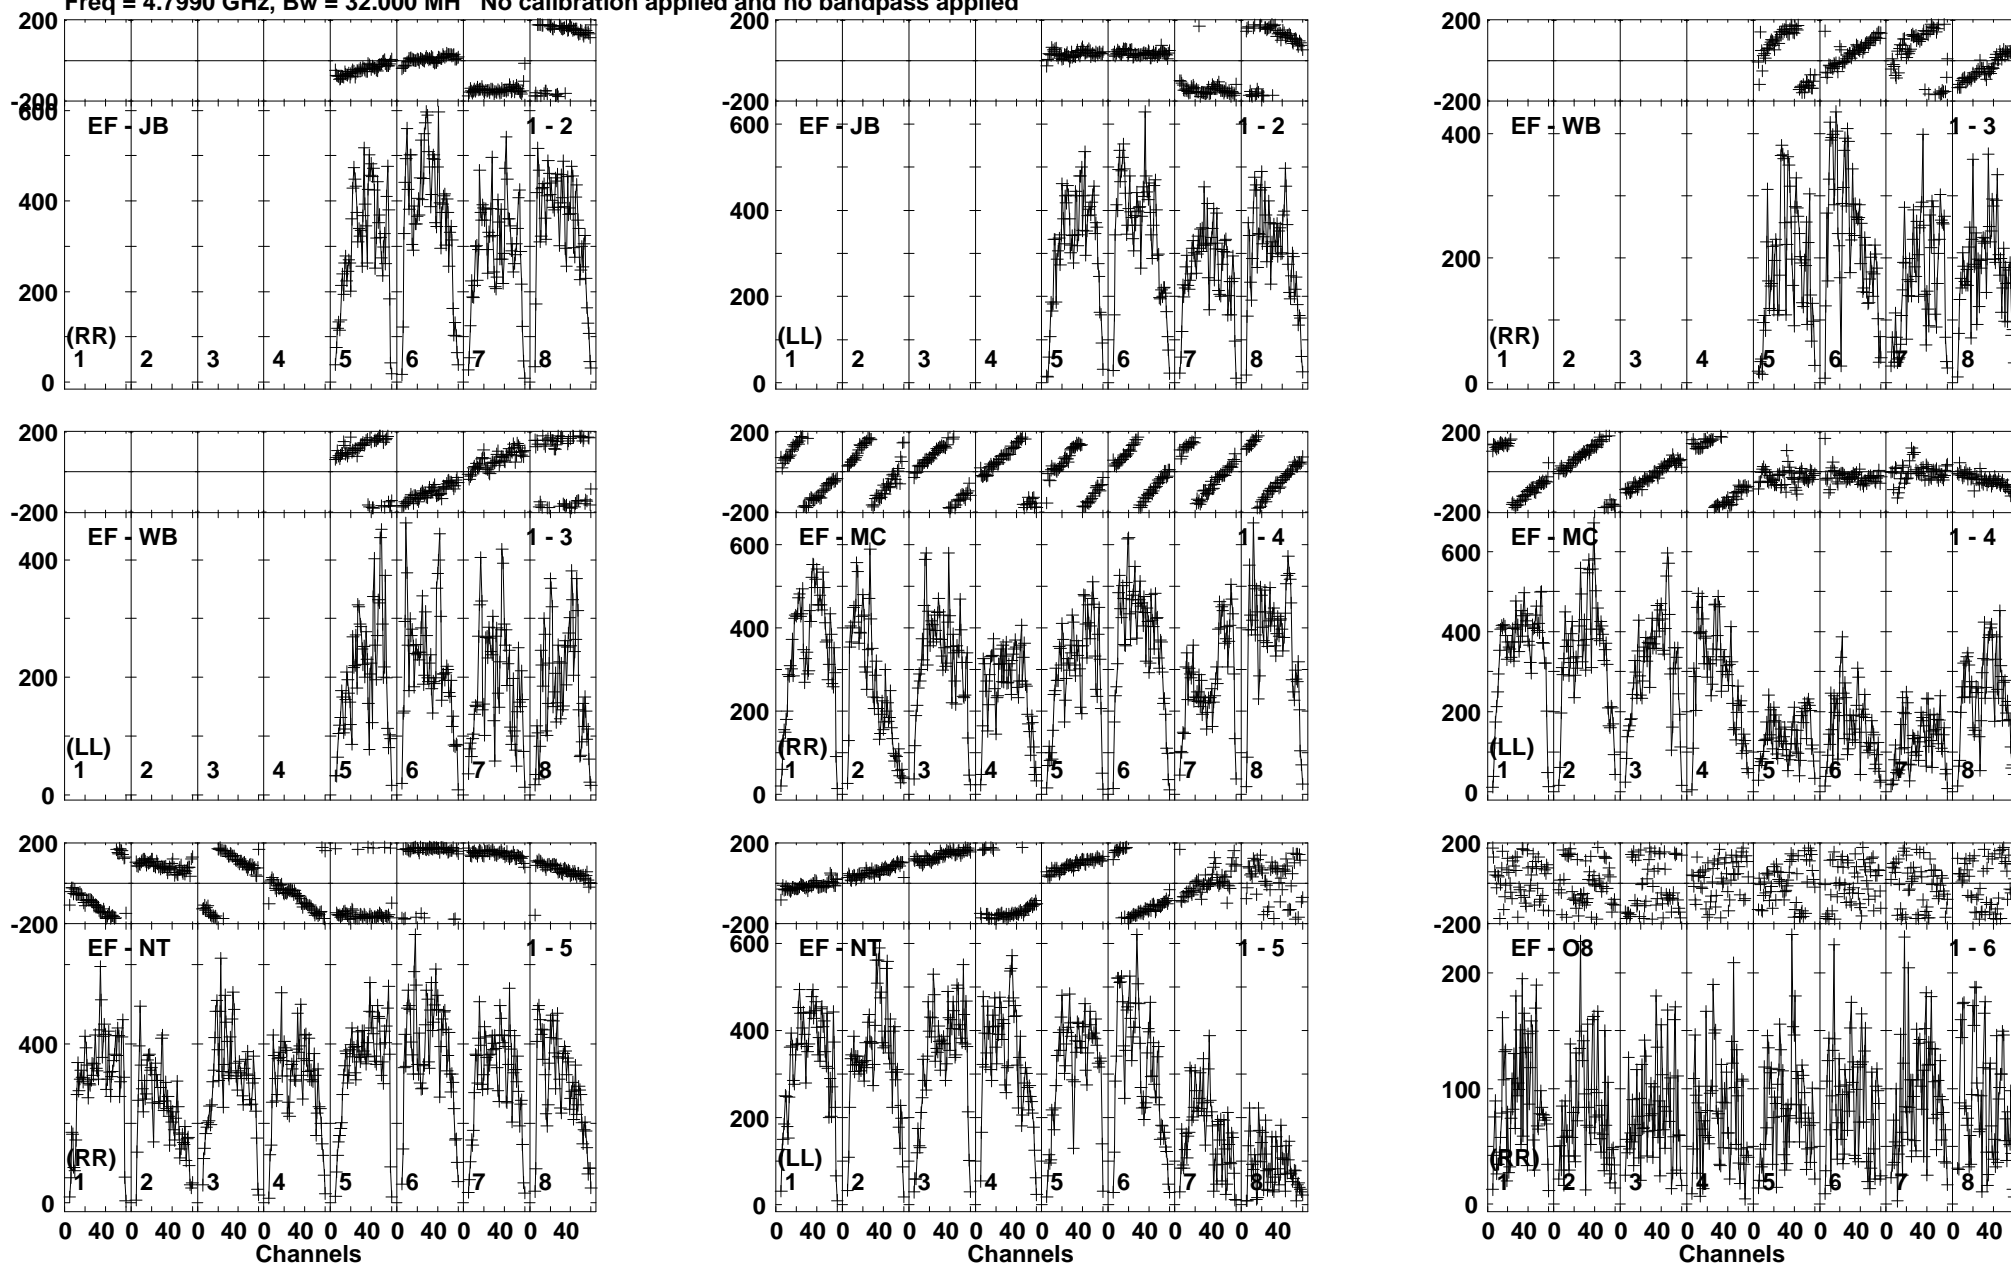 Freq = 4.7990 GHz, Bw = 32.000 MH No calibration applied and no bandpass applied
200 200 200
-200 -200 -200
600 EF - JB 1 - 2 600 EF - JB 1 - 2 400 EF - WB 1 - 3
400 400
200 200 200
(RR) (LL) (RR)
1 2 3 4 5 6 7 8 1 2 3 4 5 6 7 8 1 2 3 4 5 6 7 8
0 0 0
200 200 200
-200 -200 -200
EF - WB 1 - 3 EF - MC 1 - 4 EF - MC 1 - 4
400 600 600
400 400
200 200 200
(LL) (RR) (LL)
1 2 3 4 5 6 7 8 1 2 3 4 5 6 7 8 1 2 3 4 5 6 7 8
0 0 0
200 200 200
-200 -200 -200
EF - NT 1 - 5 EF - NT 1 - 5 EF - O8 1 - 6
600 200
400 400
200 100
(RR) (LL) (RR)
1 2 3 4 5 6 7 8 1 2 3 4 5 6 7 8 1 2 3 4 5 6 7 8
0 0 0
0 40 0 40 0 40 0 40 0 40 0 40 0 40 0 40 0 40 0 40 0 40 0 40 0 40 0 40 0 40 0 40 0 40 0 40 0 40 0 40 0 40 0 40 0 40 0 40
Channels Channels Channels